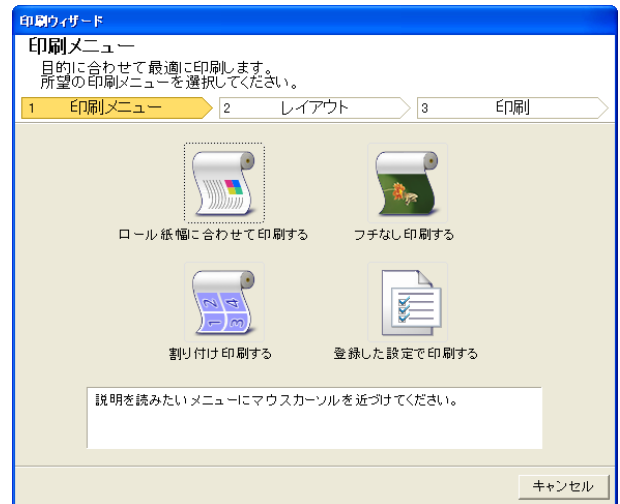 印刷ウィザード
印刷メニュー
目的に合わせて最適に印刷します。
所望の印刷メニューを選択してください。
1 印刷メニュー 2 レイアウト 3 印刷
ロール紙幅に合わせて印刷する フチなし印刷する
1 2 3 4
割り付け印刷する 登録した設定で印刷する
説明を読みたいメニューにマウスカーソルを近づけてください。
キャンセル